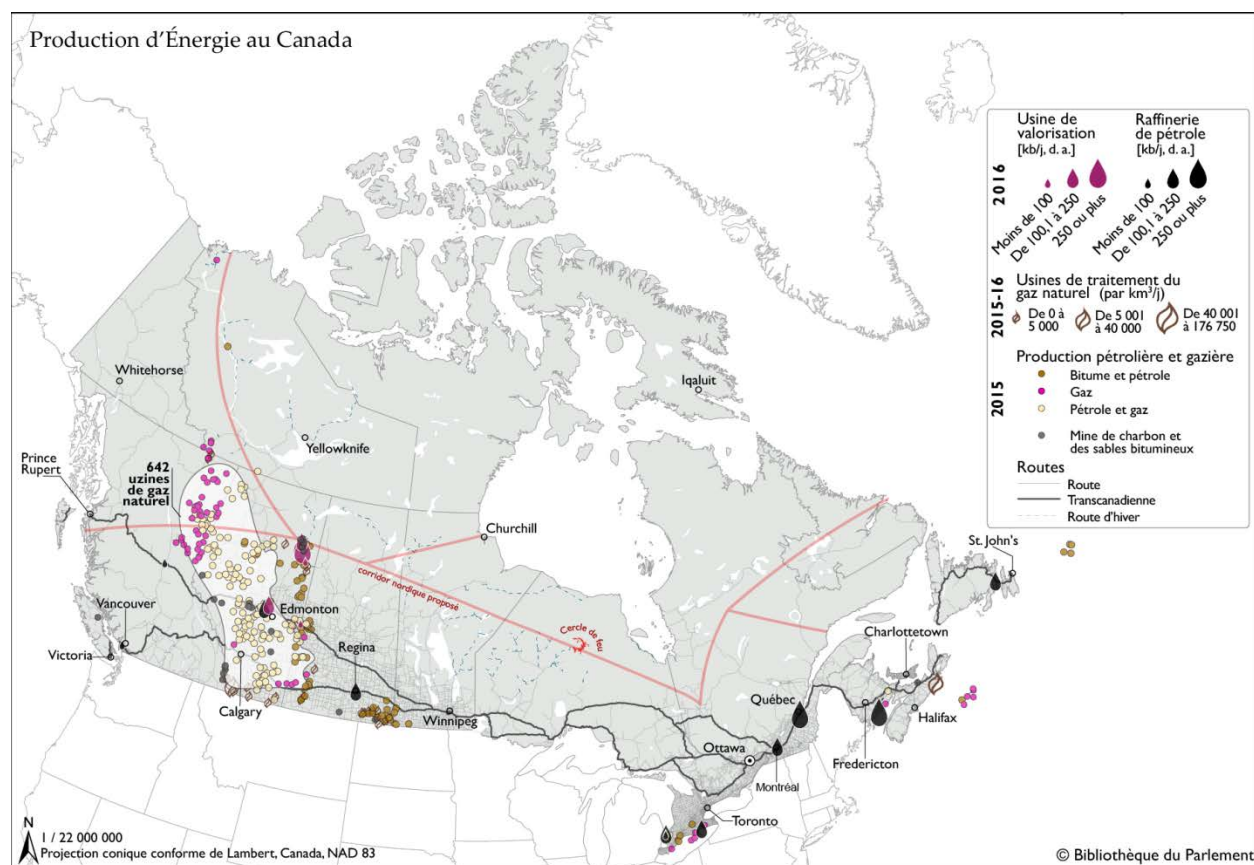 Production d'Énergie au Canada
Usine de
valorisation
[kb/j, d. a.]
Raffinerie
de pétrole
[kb/j, d. a.]
2016
Moins de 100
De 100,1 à 250
250 ou plus
Moins de 100
De 100,1 à 250
250 ou plus
2015-16
Usines de traitement du
gaz naturel (par km³/j)
De 0 à
5 000
De 5 001
à 40 000
De 40 001
à 176 750
2015
Production pétrolière et gazière
Bitume et pétrole
Gaz
Pétrole et gaz
Mine de charbon et
des sables bitumineux
Routes
Route
Transcanadienne
Route d'hiver
Whitehorse
Iqaluit
Yellowknife
Prince
Rupert
642
uzines
de gaz
naturel
Churchill
St. John's
corridor nordique proposé
Cercle de feu
Edmonton
Vancouver
Regina
Charlottetown
Victoria
Calgary
Winnipeg
Québec
Halifax
Ottawa
Fredericton
Montréal
Toronto
N
1 / 22 000 000
Projection conique conforme de Lambert, Canada, NAD 83
© Bibliothèque du Parlement